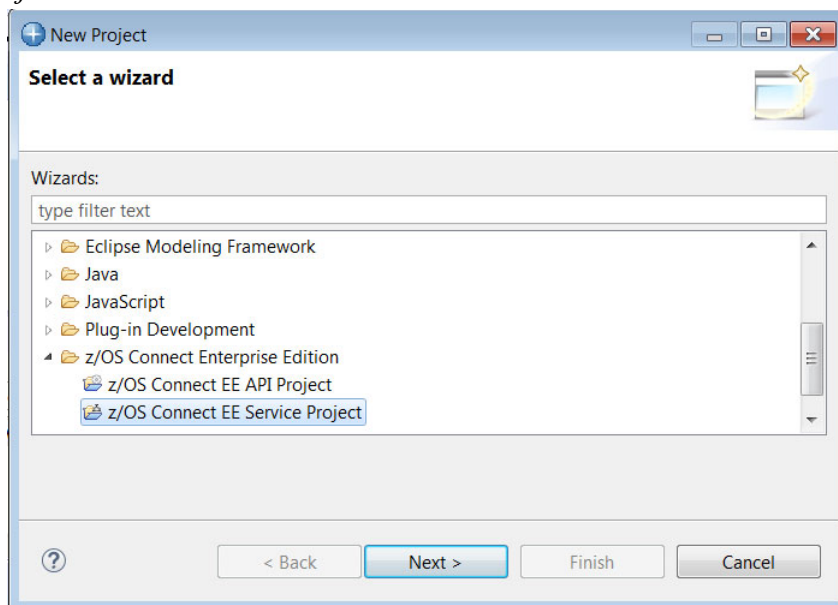 New Project
Select a wizard
Wizards:
type filter text
Eclipse Modeling Framework
Java
JavaScript
Plug-in Development
z/OS Connect Enterprise Edition
z/OS Connect EE API Project
z/OS Connect EE Service Project
?
< Back Next > Finish Cancel